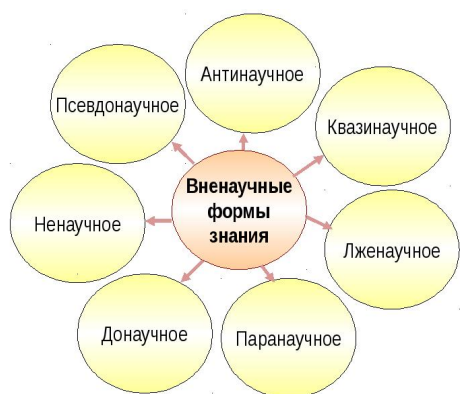 Антинаучное
Псевдонаучное
Квазинаучное
Вненаучные
формы
знания
Ненаучное
Лженаучное
Донаучное
Паранаучное